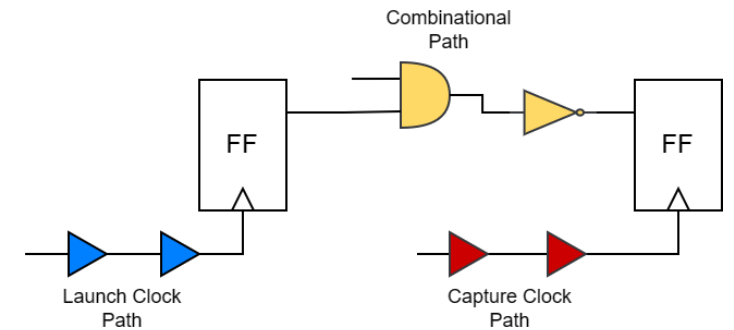 Combinational
Path
FF
FF
Launch Clock
Path
Capture Clock
Path